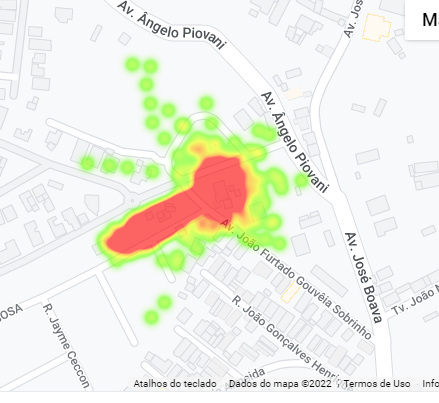 Av. Ângelo Piovani
Av. Jos
M
Av. Ângelo Piovani
Av. João Furtado Gouvêia Sobrinho
Av. José Boava
OSA
R. Jayme Ceccon
R. João Gonçalves Henri
Tv. João N
eida
Atalhos do teclado Dados do mapa ©2022 Termos de Uso Info